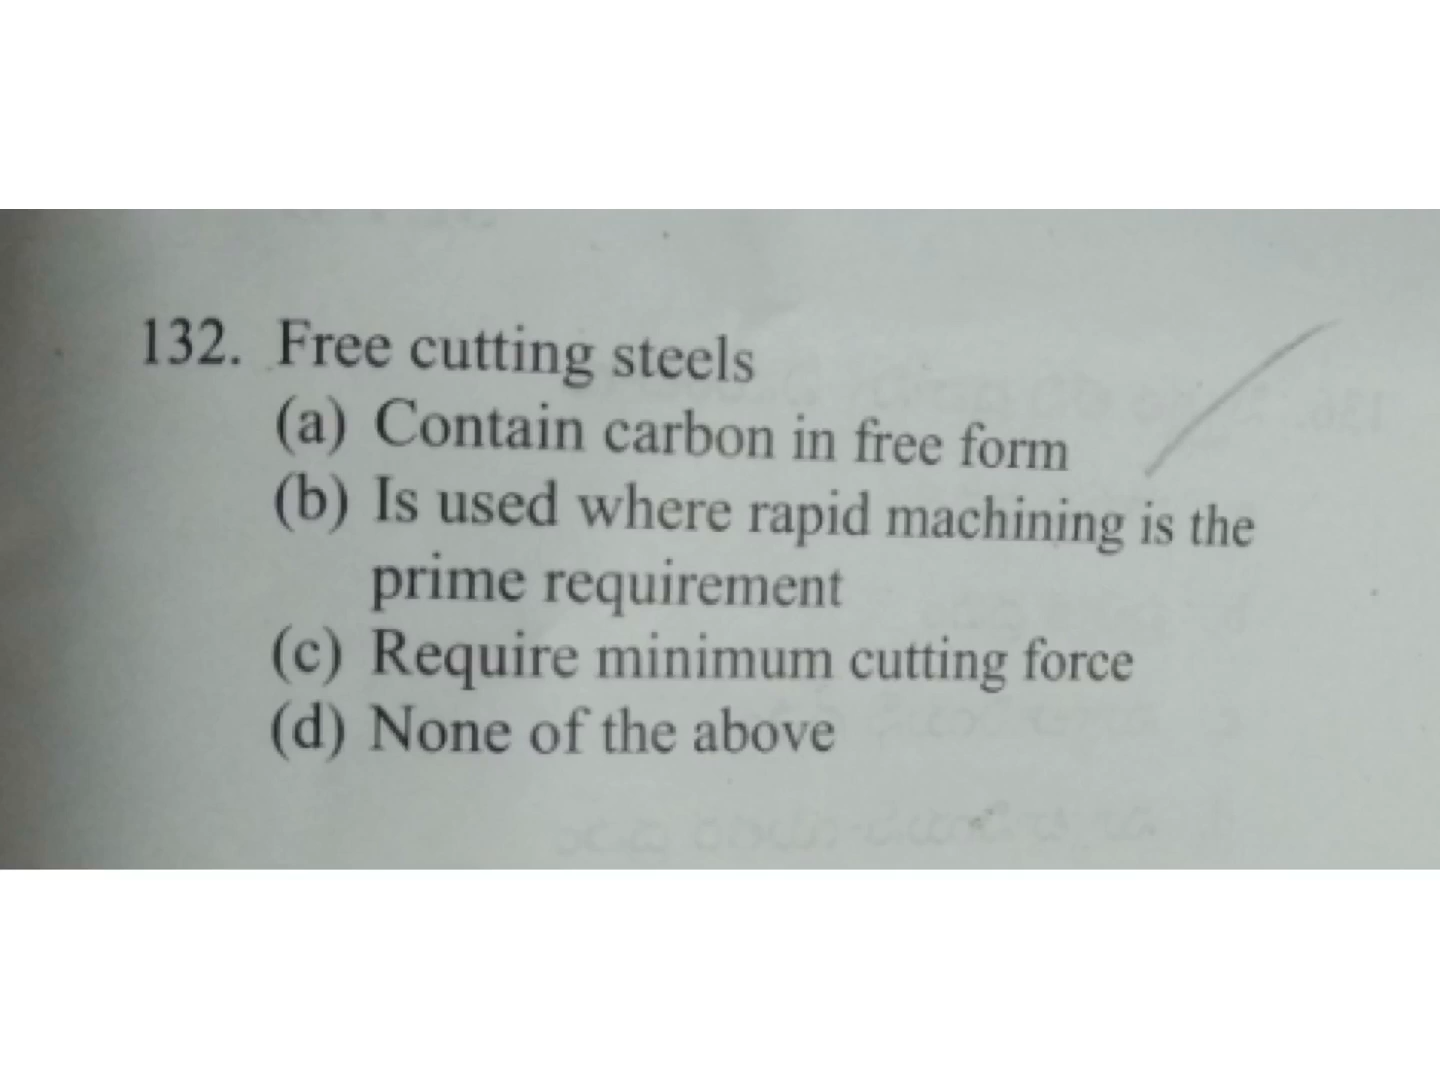 132. Free cutting steels
(a) Contain carbon in free form
(b) Is used where rapid machining is the
prime requirement
(c) Require minimum cutting force
(d) None of the above